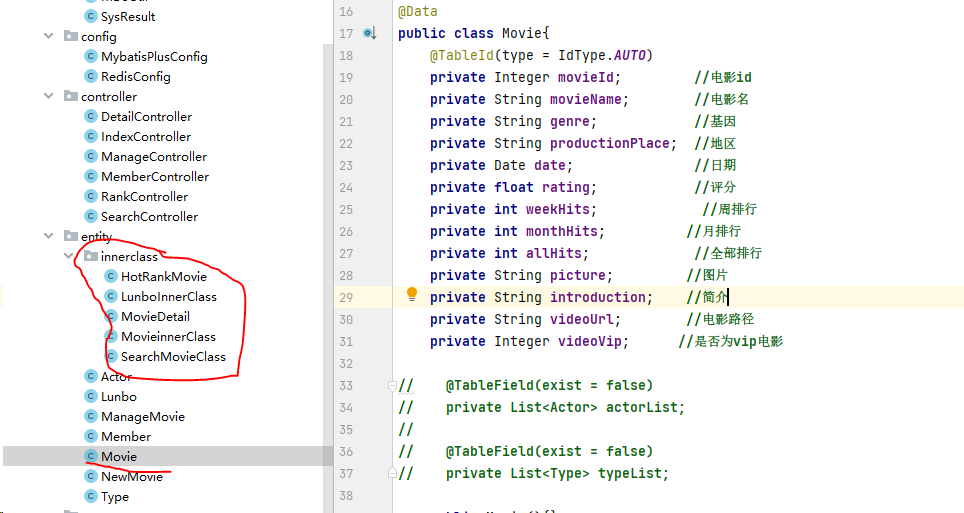 SysResult
config
MybatisPlusConfig
RedisConfig
controller
DetailController
IndexController
ManageController
MemberController
RankController
SearchController
entity
innerclass
HotRankMovie
LunboInnerClass
MovieDetail
MovieinnerClass
SearchMovieClass
Actor
Lunbo
ManageMovie
Member
Movie
NewMovie
Type
16 @Data
17 public class Movie{
18 @TableId(type = IdType.AUTO)
19 private Integer movieId; //电影id
20 private String movieName; //电影名
21 private String genre; //基因
22 private String productionPlace; //地区
23 private Date date; //日期
24 private float rating; //评分
25 private int weekHits; //周排行
26 private int monthHits; //月排行
27 private int allHits; //全部排行
28 private String picture; //图片
29 private String introduction; //简介
30 private String videoUrl; //电影路径
31 private Integer videoVip; //是否为vip电影
32
33 // @TableField(exist = false)
34 // private List<Actor> actorList;
35 //
36 // @TableField(exist = false)
37 // private List<Type> typeList;
38